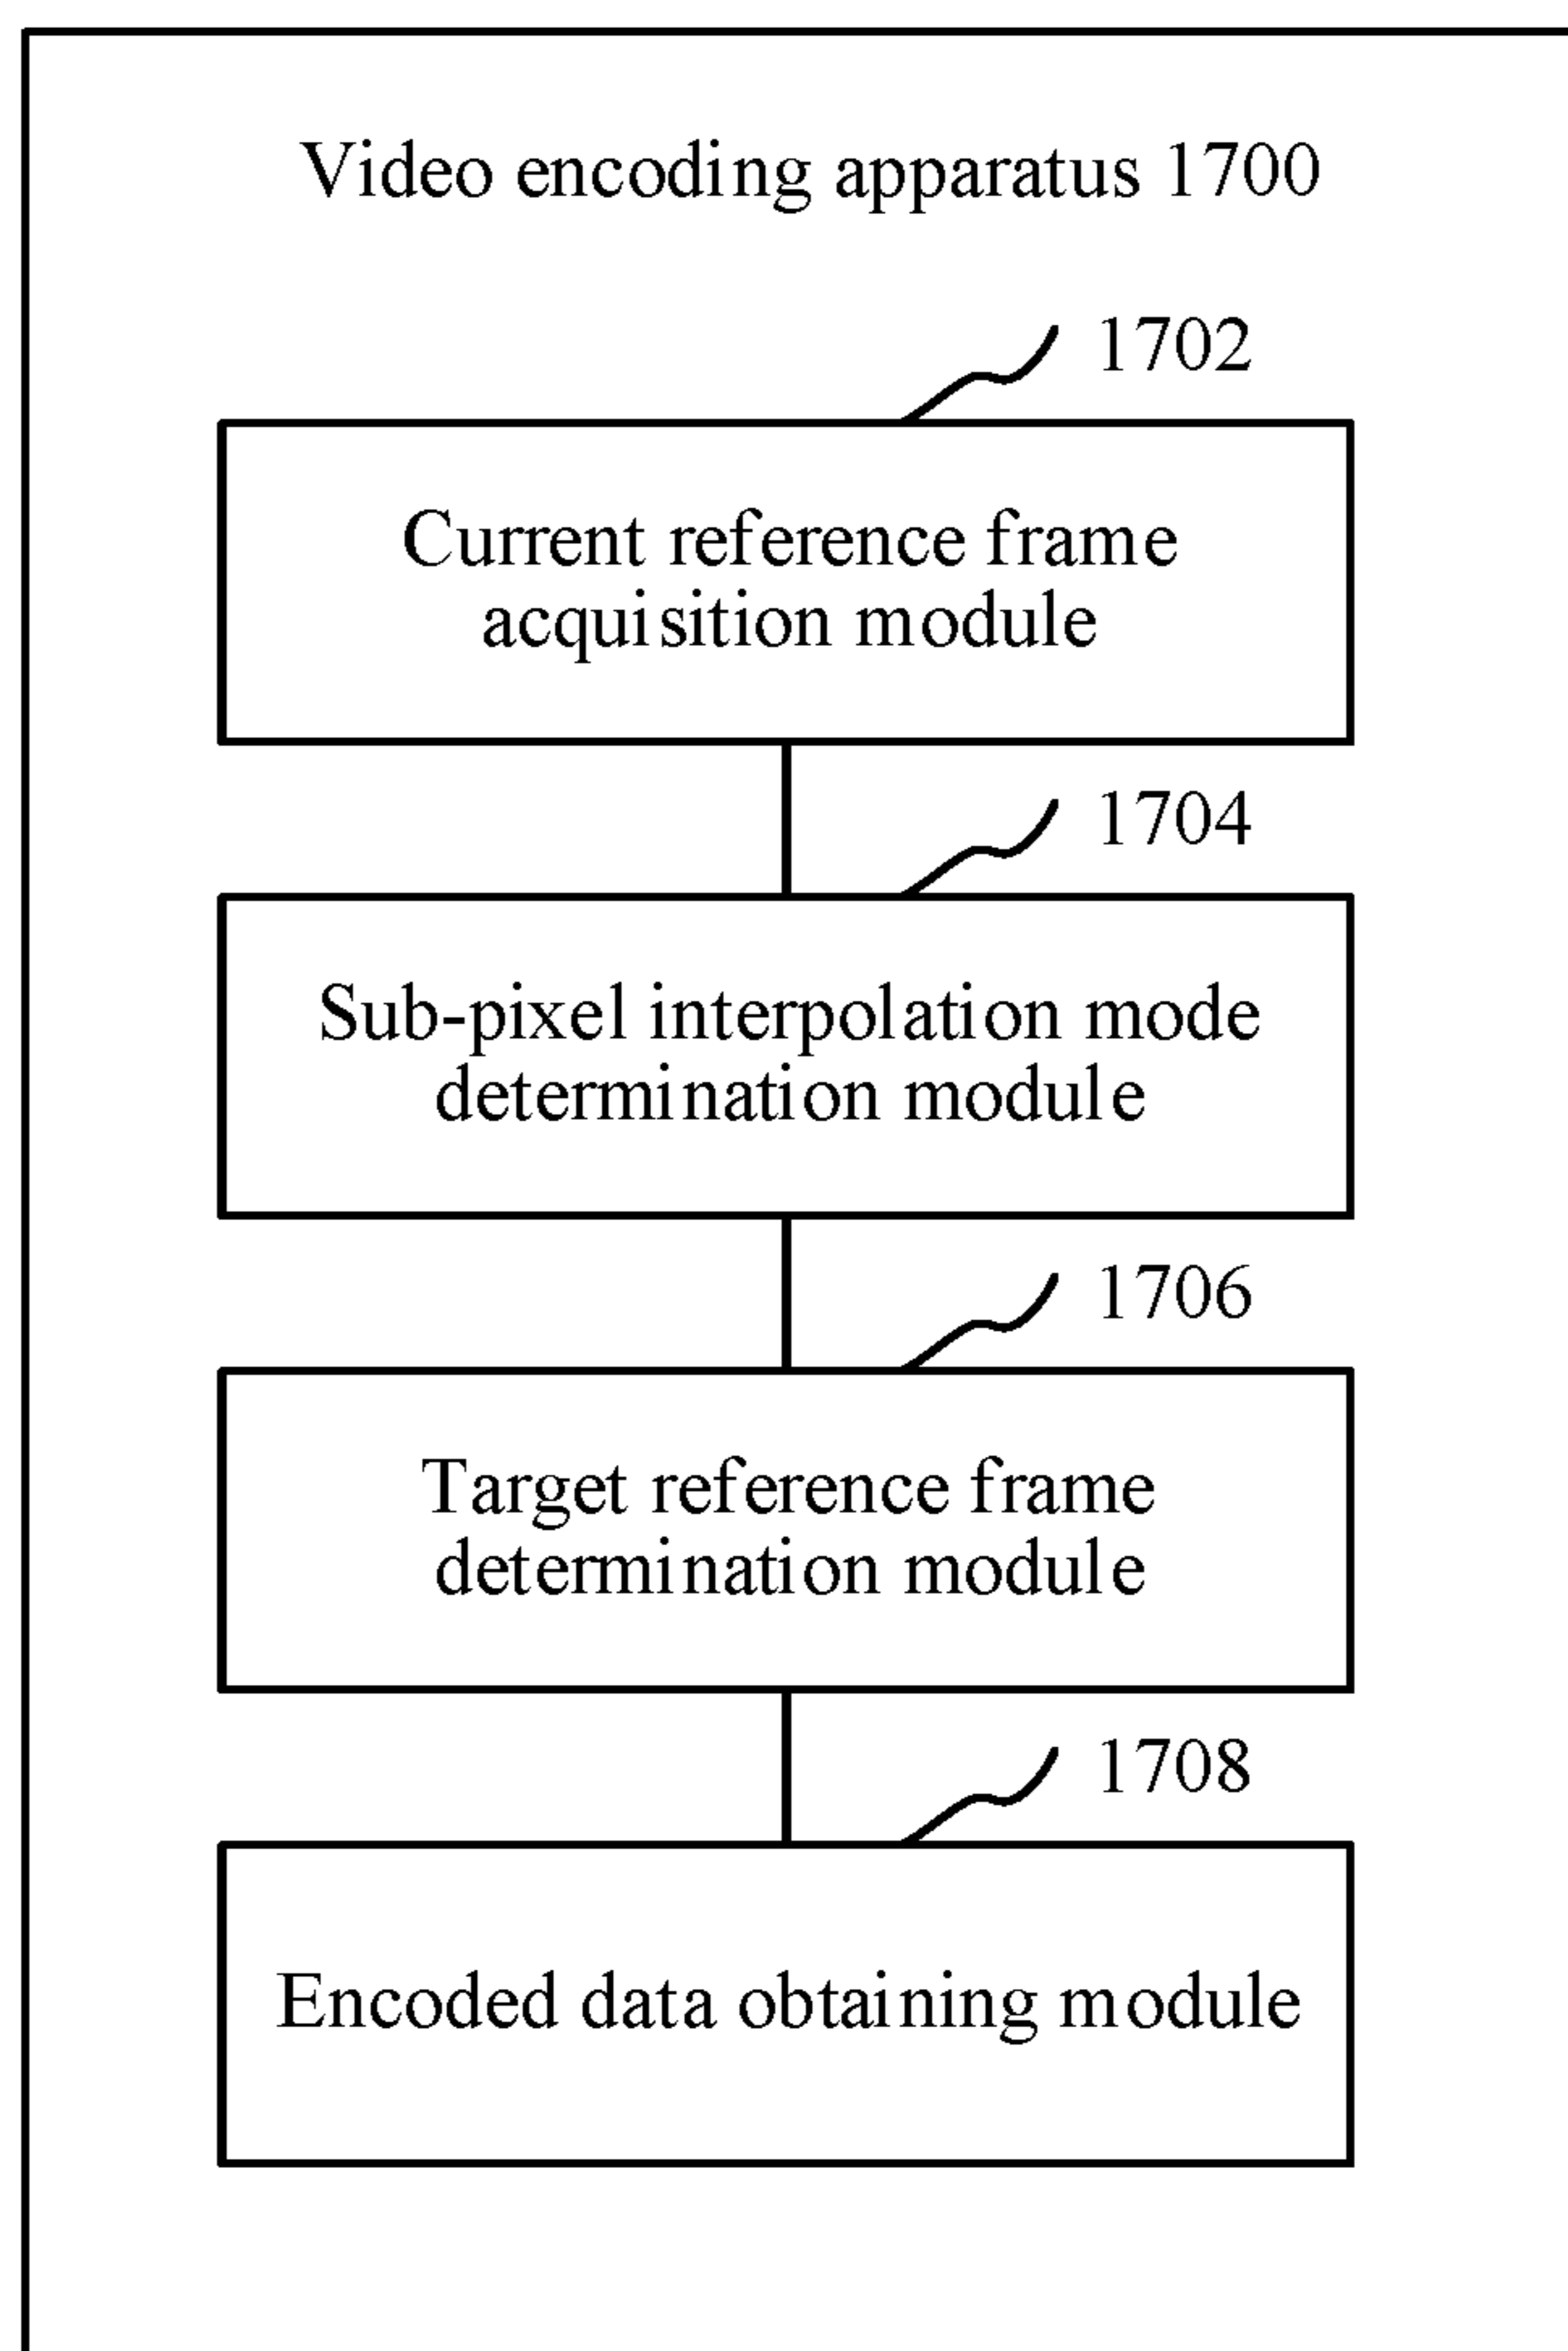 Video encoding apparatus 1700
1702
Current reference frame
acquisition module
1704
Sub-pixel interpolation mode
determination module
1706
Target reference frame
determination module
1708
Encoded data obtaining module